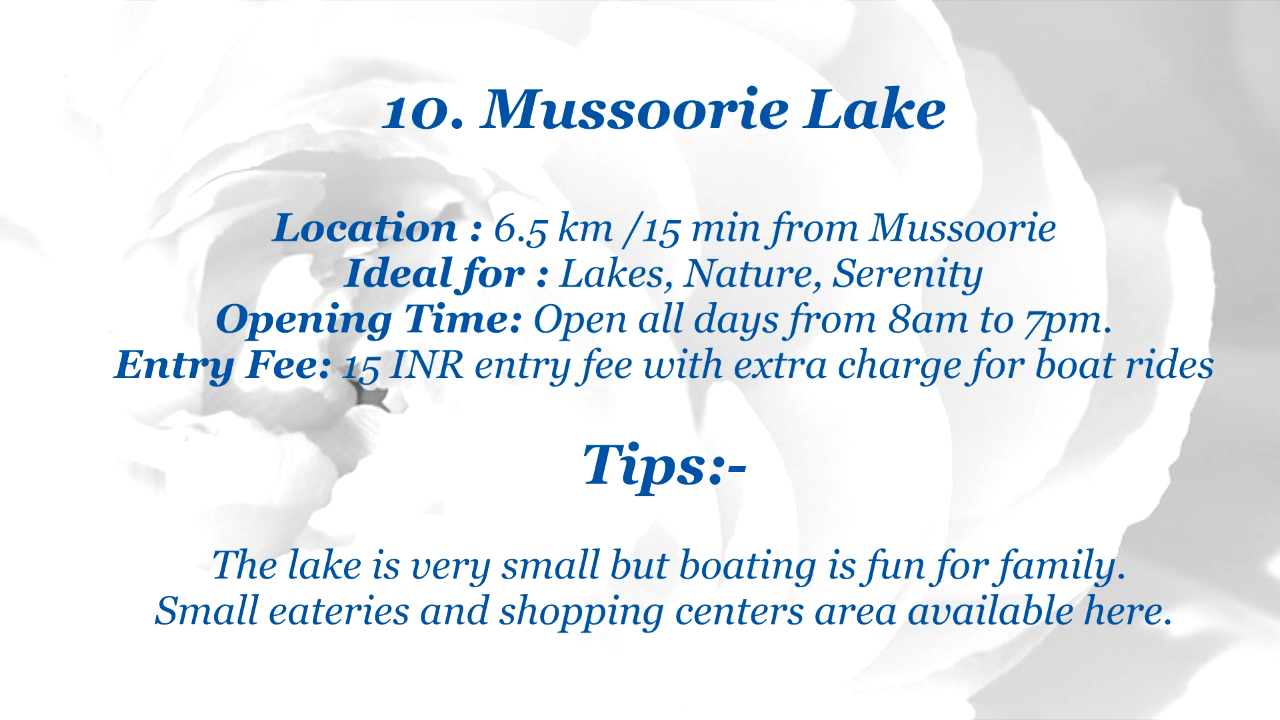 10. Mussoorie Lake
Location : 6.5 km /15 min from Mussoorie
Ideal for : Lakes, Nature, Serenity
Opening Time: Open all days from 8am to 7pm.
Entry Fee: 15 INR entry fee with extra charge for boat rides
Tips:-
The lake is very small but boating is fun for family.
Small eateries and shopping centers area available here.